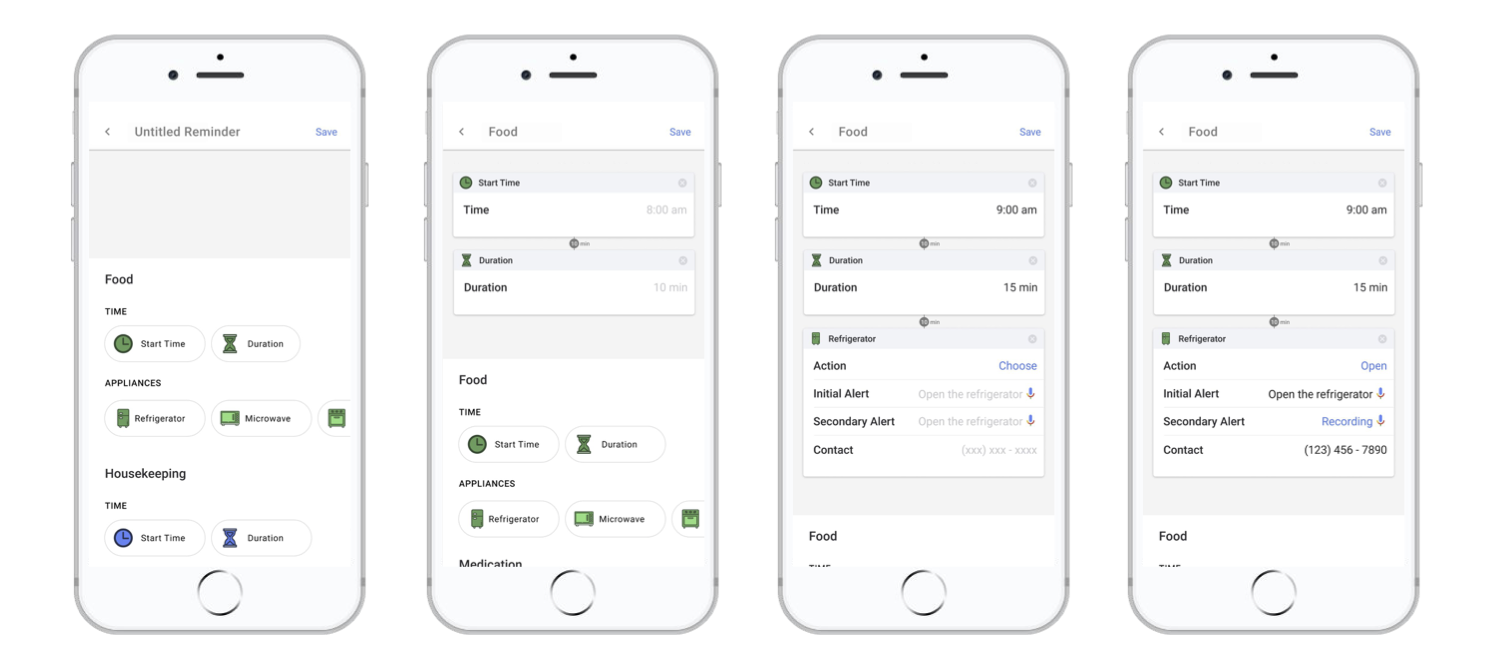 Untitled Reminder Save
Food
TIME
Start Time Duration
APPLIANCES
Refrigerator Microwave
Housekeeping
TIME
Start Time Duration
Food Save
Start Time
Time 8:00 am
10 min
Duration
Duration 10 min
Food
TIME
Start Time Duration
APPLIANCES
Refrigerator Microwave
Medication
Food Save
Start Time
Time 9:00 am
10 min
Duration
Duration 15 min
10 min
Refrigerator
Action Choose
Initial Alert Open the refrigerator
Secondary Alert Open the refrigerator
Contact (xxx) xxx - xxxx
Food
TIME
Food Save
Start Time
Time 9:00 am
10 min
Duration
Duration 15 min
10 min
Refrigerator
Action Open
Initial Alert Open the refrigerator
Secondary Alert Recording
Contact (123) 456 - 7890
Food
TIME